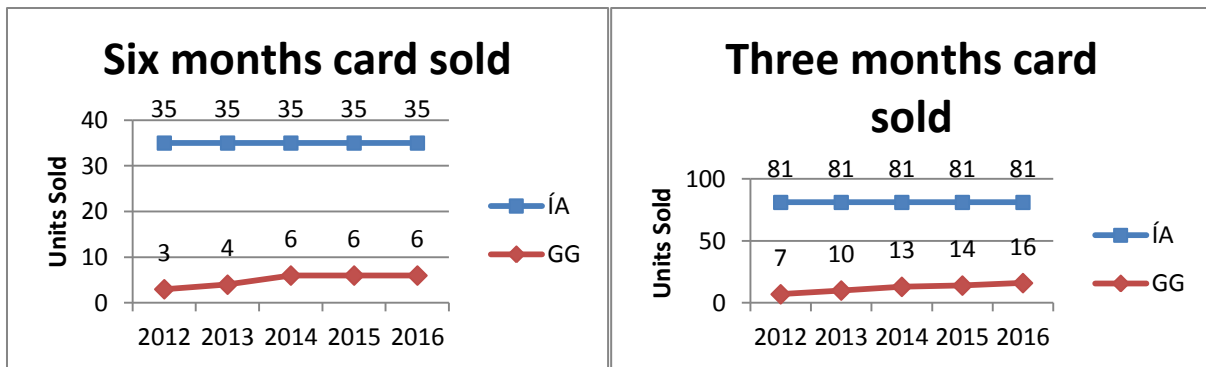 Six months card sold
35 35 35 35 35
40
30
20
10
0
Units Sold
3 4 6 6 6
2012 2013 2014 2015 2016
ÍA
GG
Three months card
sold
81 81 81 81 81
100
50
0
Units Sold
7 10 13 14 16
2012 2013 2014 2015 2016
ÍA
GG